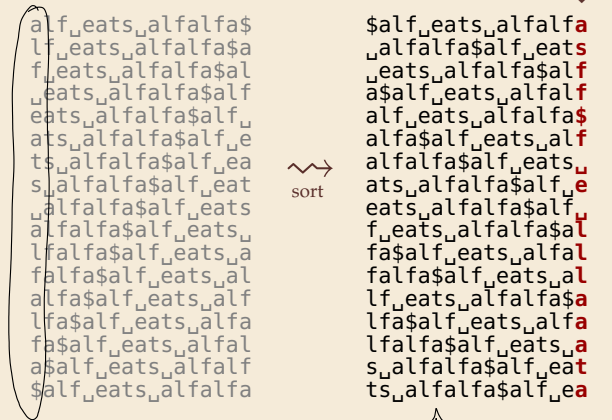 alf␣eats␣alfalfa$
lf␣eats␣alfalfa$a
f␣eats␣alfalfa$al
␣eats␣alfalfa$alf
eats␣alfalfa$alf␣
ats␣alfalfa$alf␣e
ts␣alfalfa$alf␣ea
s␣alfalfa$alf␣eat
␣alfalfa$alf␣eats
alfalfa$alf␣eats␣
lfalfa$alf␣eats␣a
falfa$alf␣eats␣al
alfa$alf␣eats␣alf
lfa$alf␣eats␣alfa
fa$alf␣eats␣alfal
a$alf␣eats␣alfalf
$alf␣eats␣alfalfa
sort
$alf␣eats␣alfalfa
␣alfalfa$alf␣eats
␣eats␣alfalfa$alf
a$alf␣eats␣alfalf
alf␣eats␣alfalfa$
alfa$alf␣eats␣alf
alfalfa$alf␣eats␣
ats␣alfalfa$alf␣e
eats␣alfalfa$alf␣
f␣eats␣alfalfa$al
fa$alf␣eats␣alfal
falfa$alf␣eats␣al
lf␣eats␣alfalfa$a
lfa$alf␣eats␣alfa
lfalfa$alf␣eats␣a
s␣alfalfa$alf␣eat
ts␣alfalfa$alf␣ea